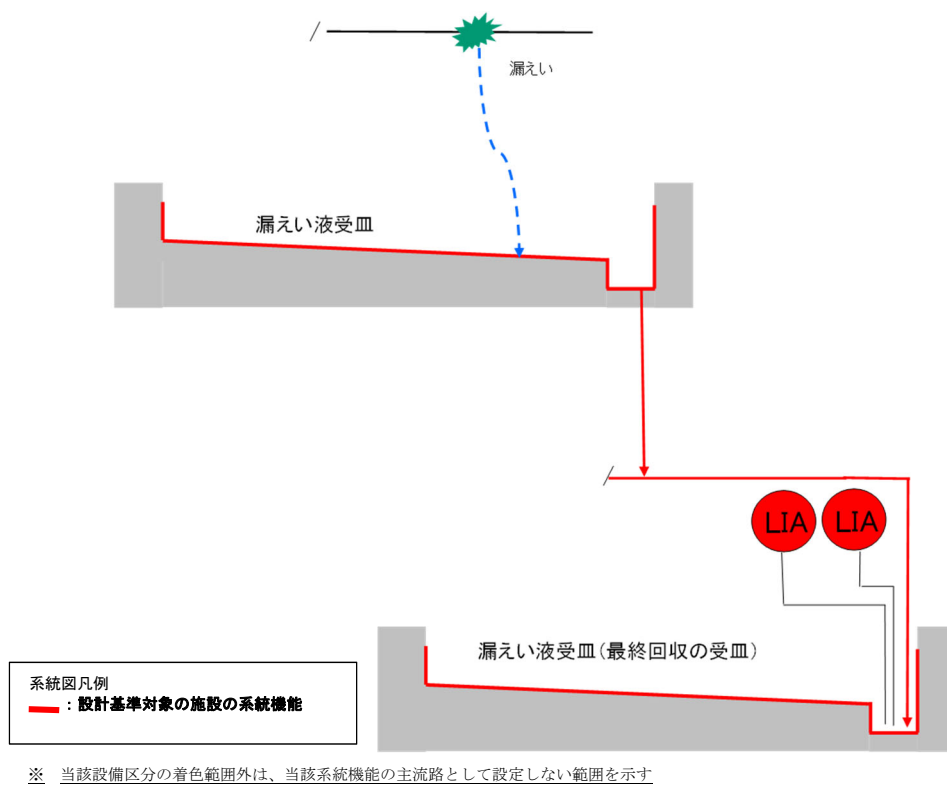 漏えい
漏えい液受皿
LIA LIA
漏えい液受皿(最終回収の受皿)
系統図凡例
:設計基準対象の施設の系統機能
※ 当該設備区分の着色範囲外は、当該系統機能の主流路として設定しない範囲を示す